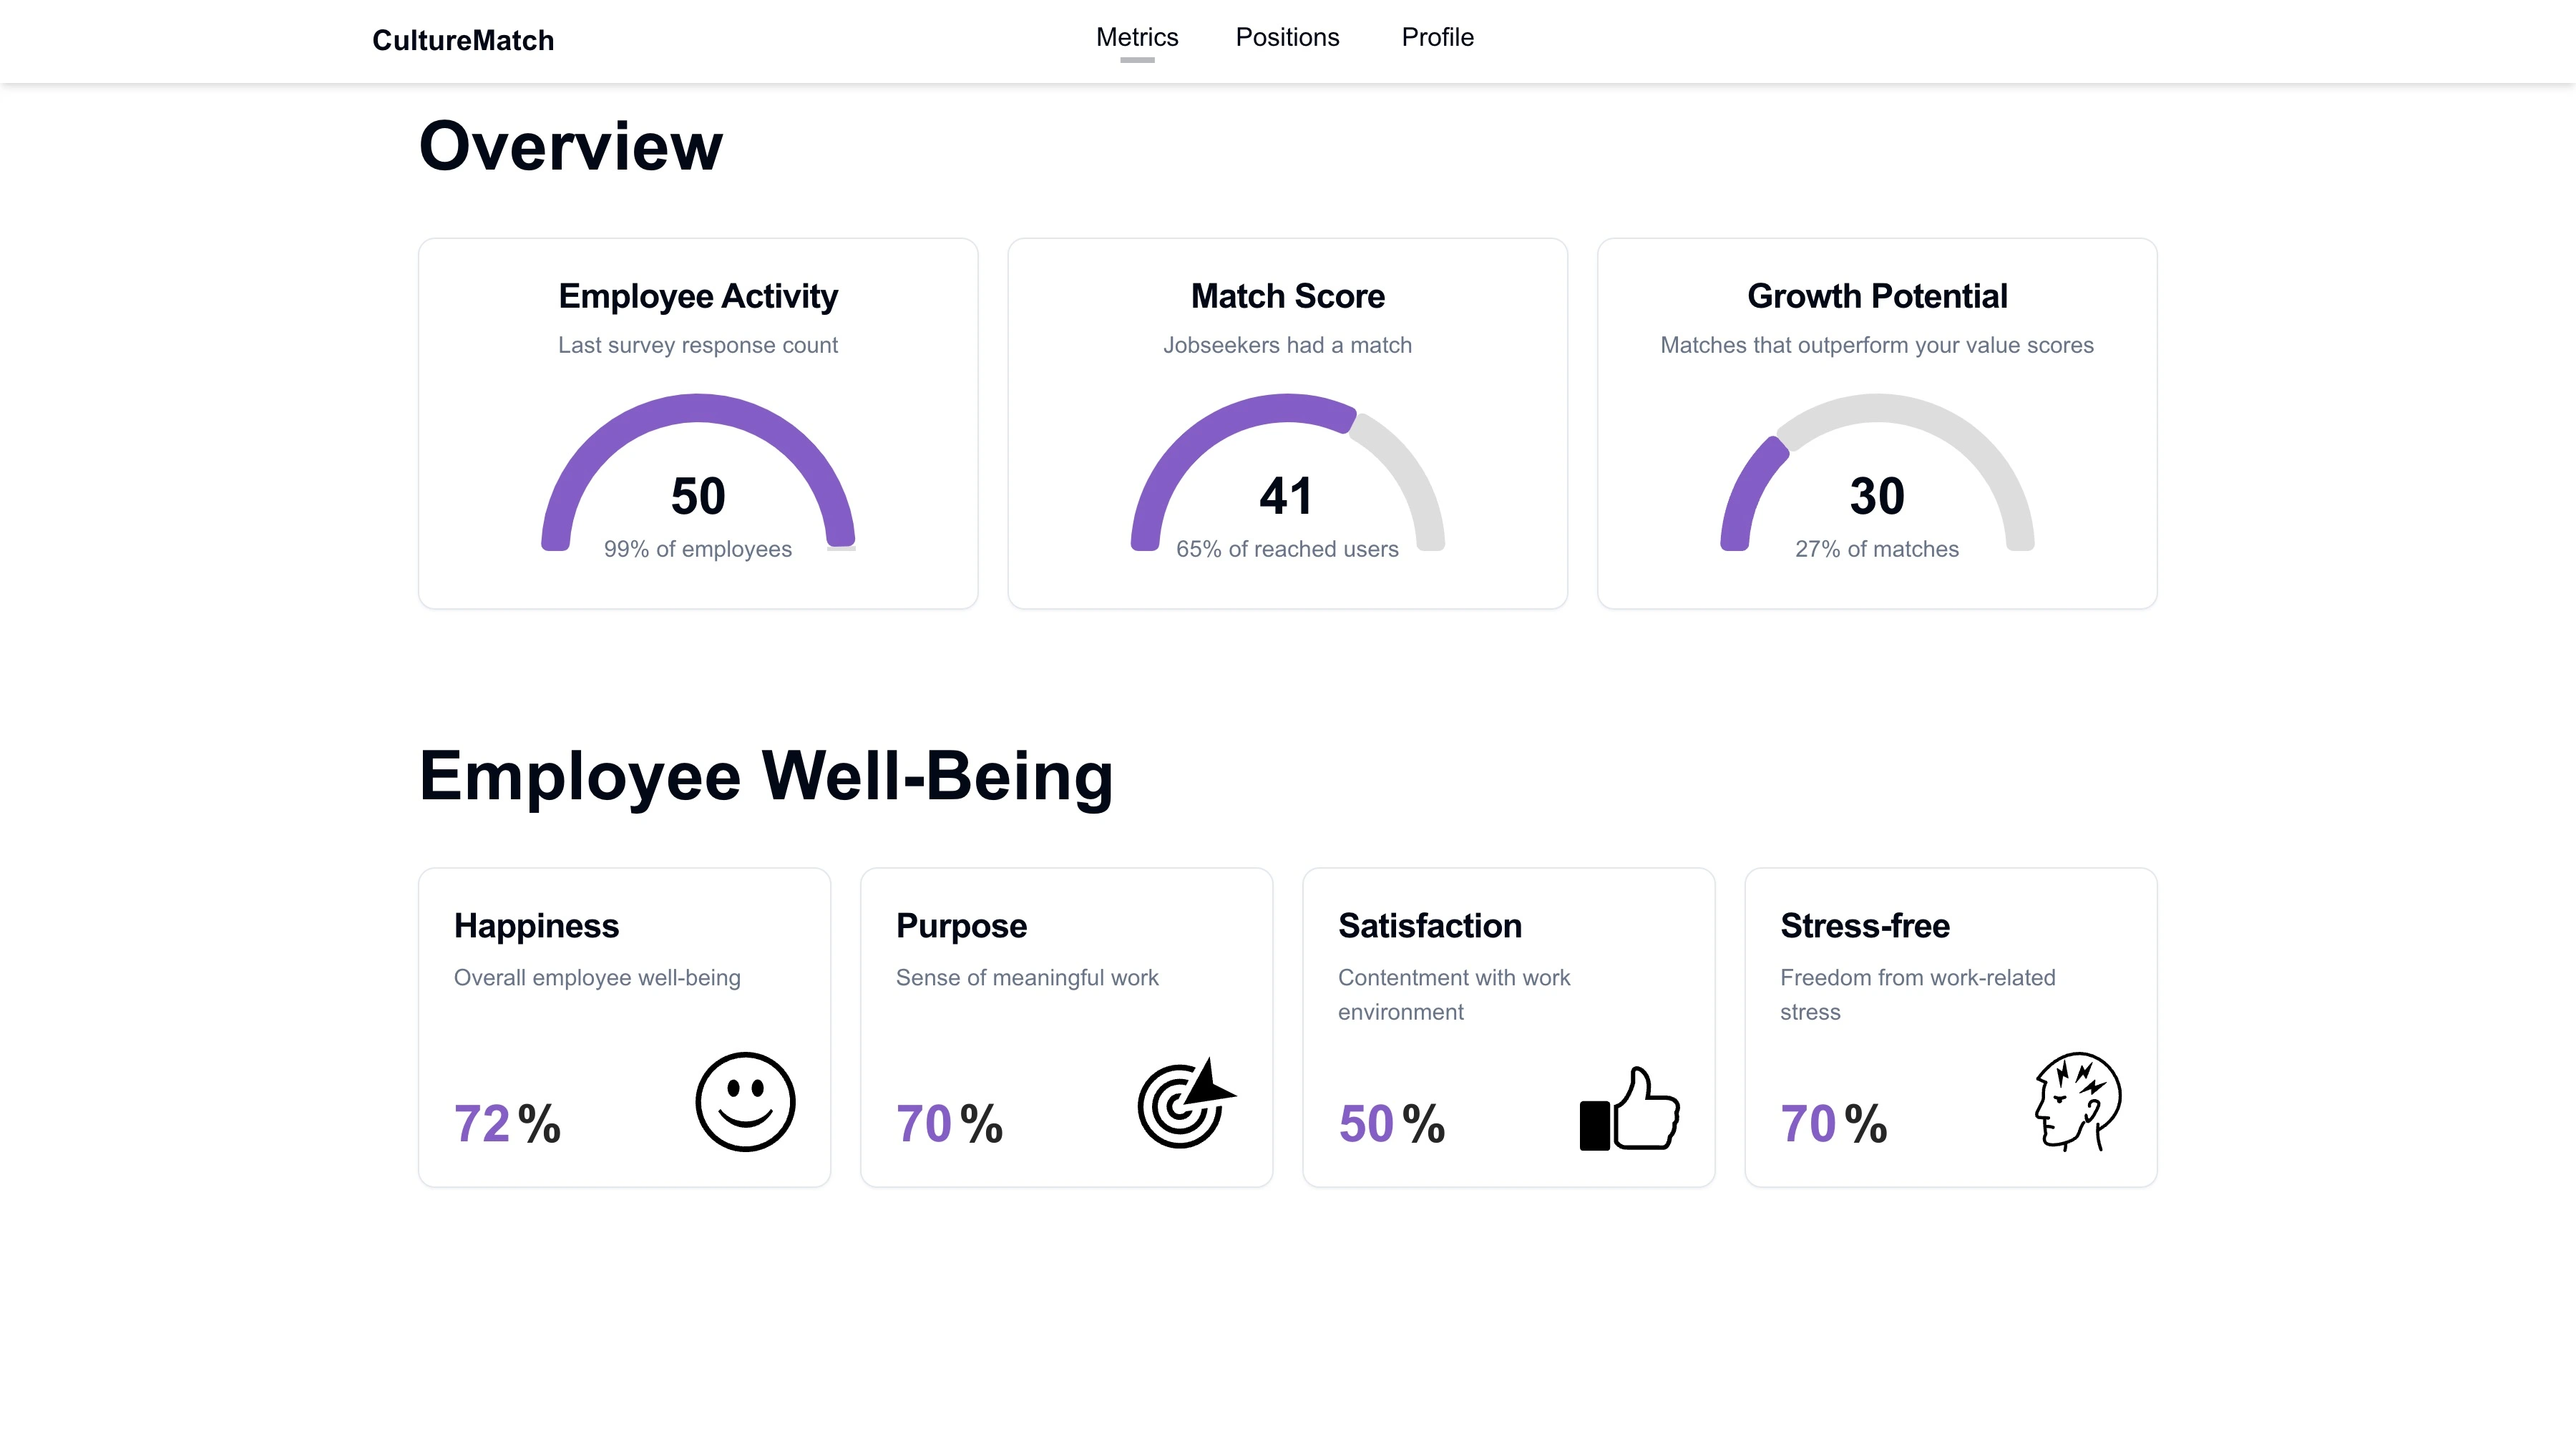 CultureMatch
Metrics
Positions
Profile
Overview
Employee Activity
Last survey response count
50
99% of employees
Match Score
Jobseekers had a match
41
65% of reached users
Growth Potential
Matches that outperform your value scores
30
27% of matches
Employee Well-Being
Happiness
Overall employee well-being
72 %
Purpose
Sense of meaningful work
70 %
Satisfaction
Contentment with work
environment
50 %
Stress-free
Freedom from work-related
stress
70 %